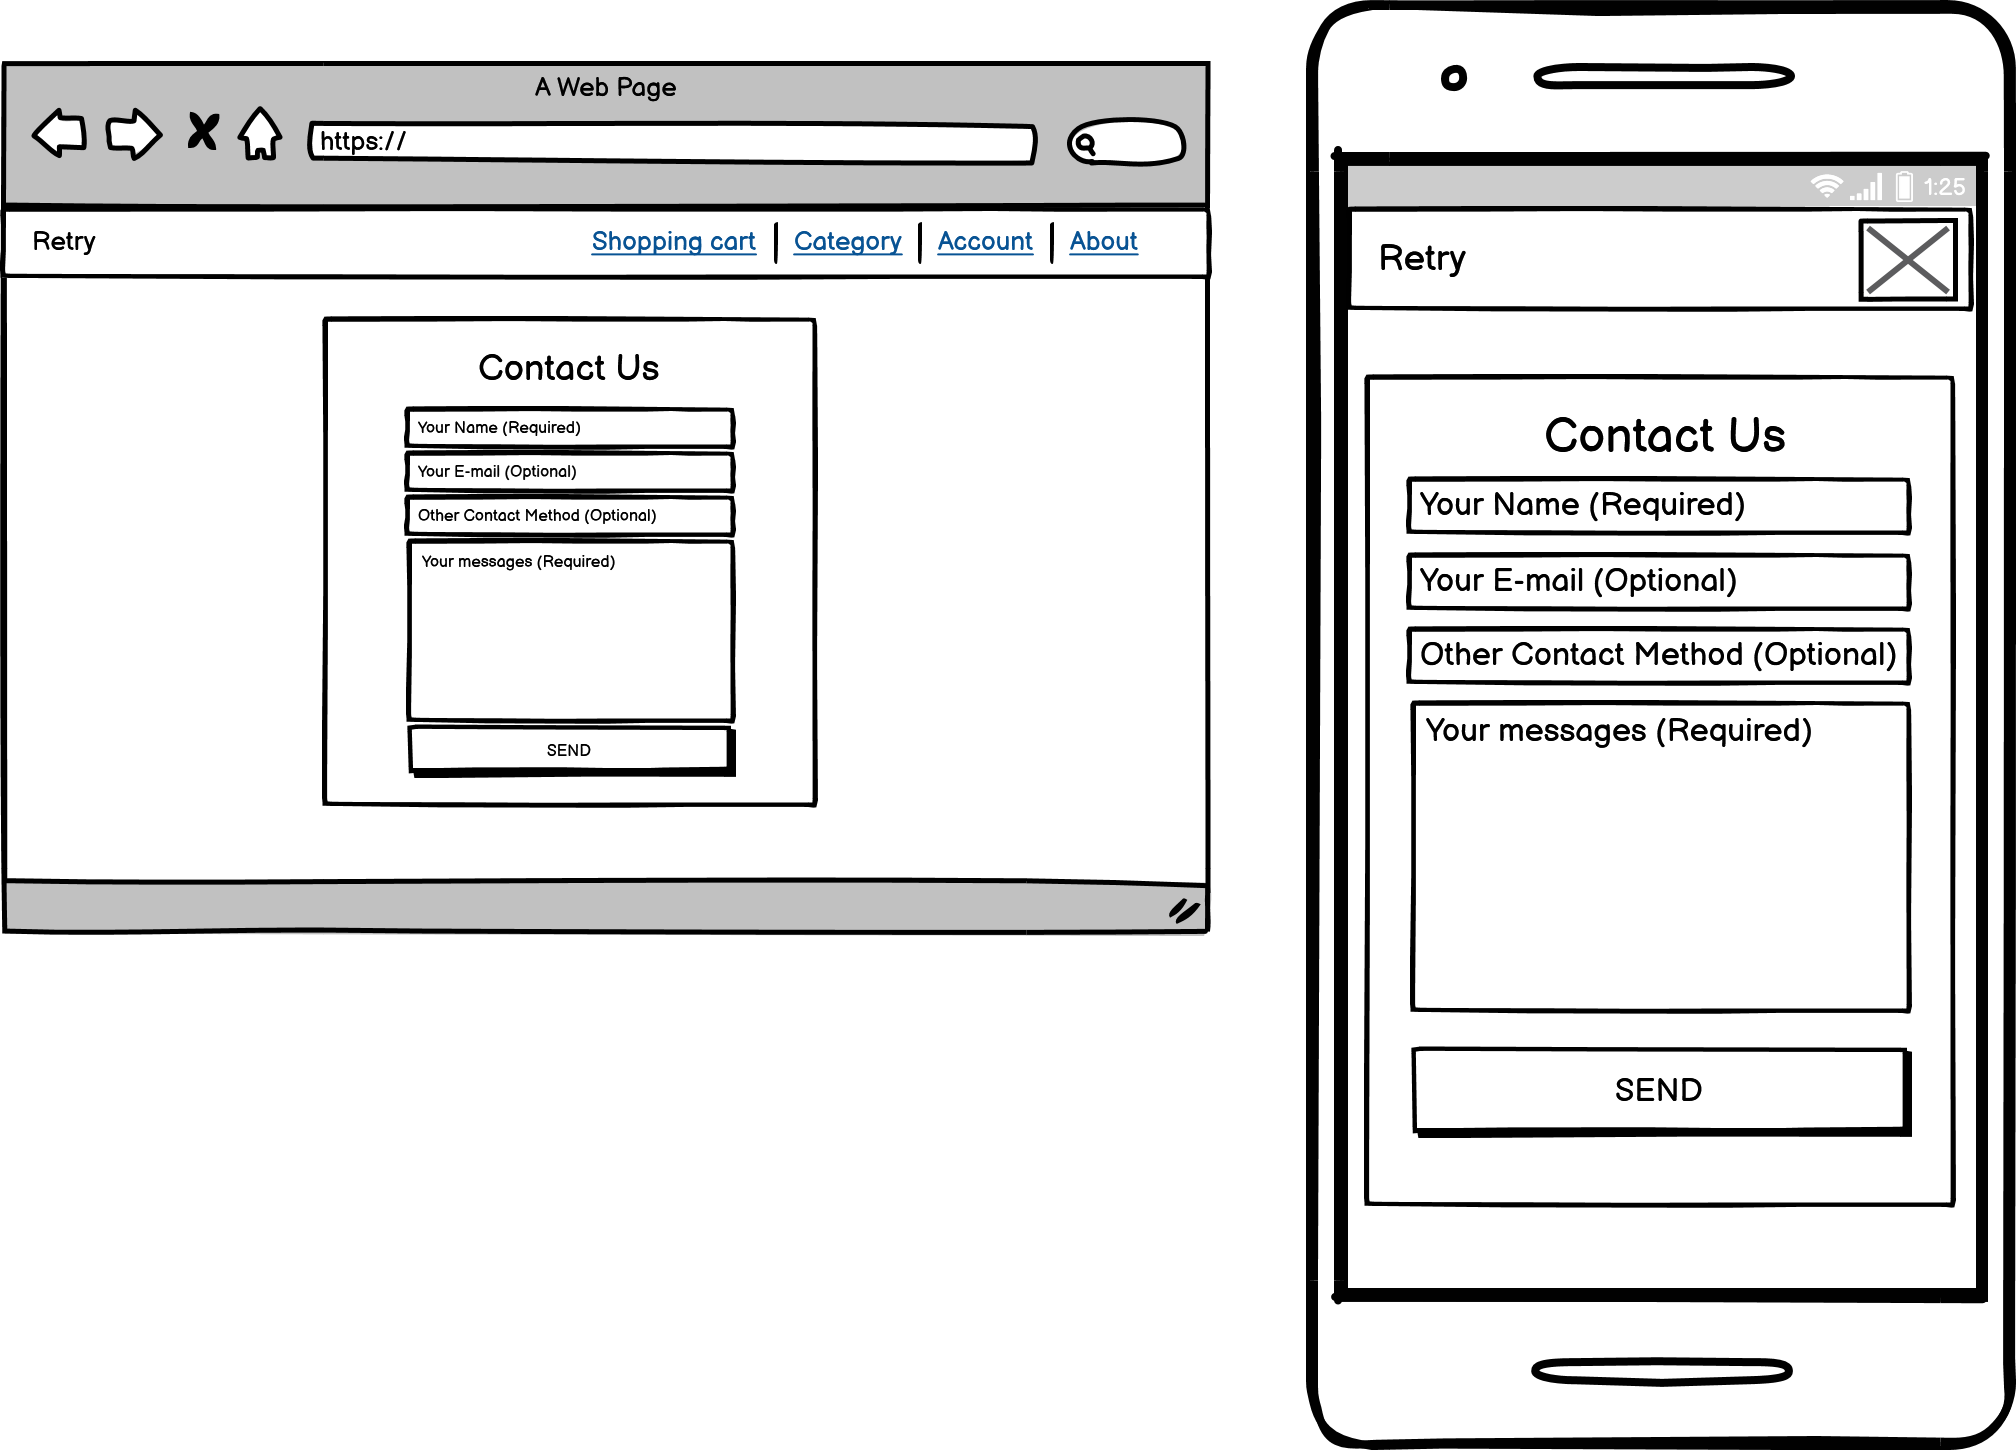 A Web Page
https://
Retry
Shopping cart | Category | Account | About
Contact Us
Your Name (Required)
Your E-mail (Optional)
Other Contact Method (Optional)
Your messages (Required)
SEND
1:25
Retry
Contact Us
Your Name (Required)
Your E-mail (Optional)
Other Contact Method (Optional)
Your messages (Required)
SEND